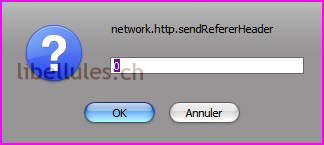 network.http.sendRefererHeader
0
libellules.ch
OK
Annuler